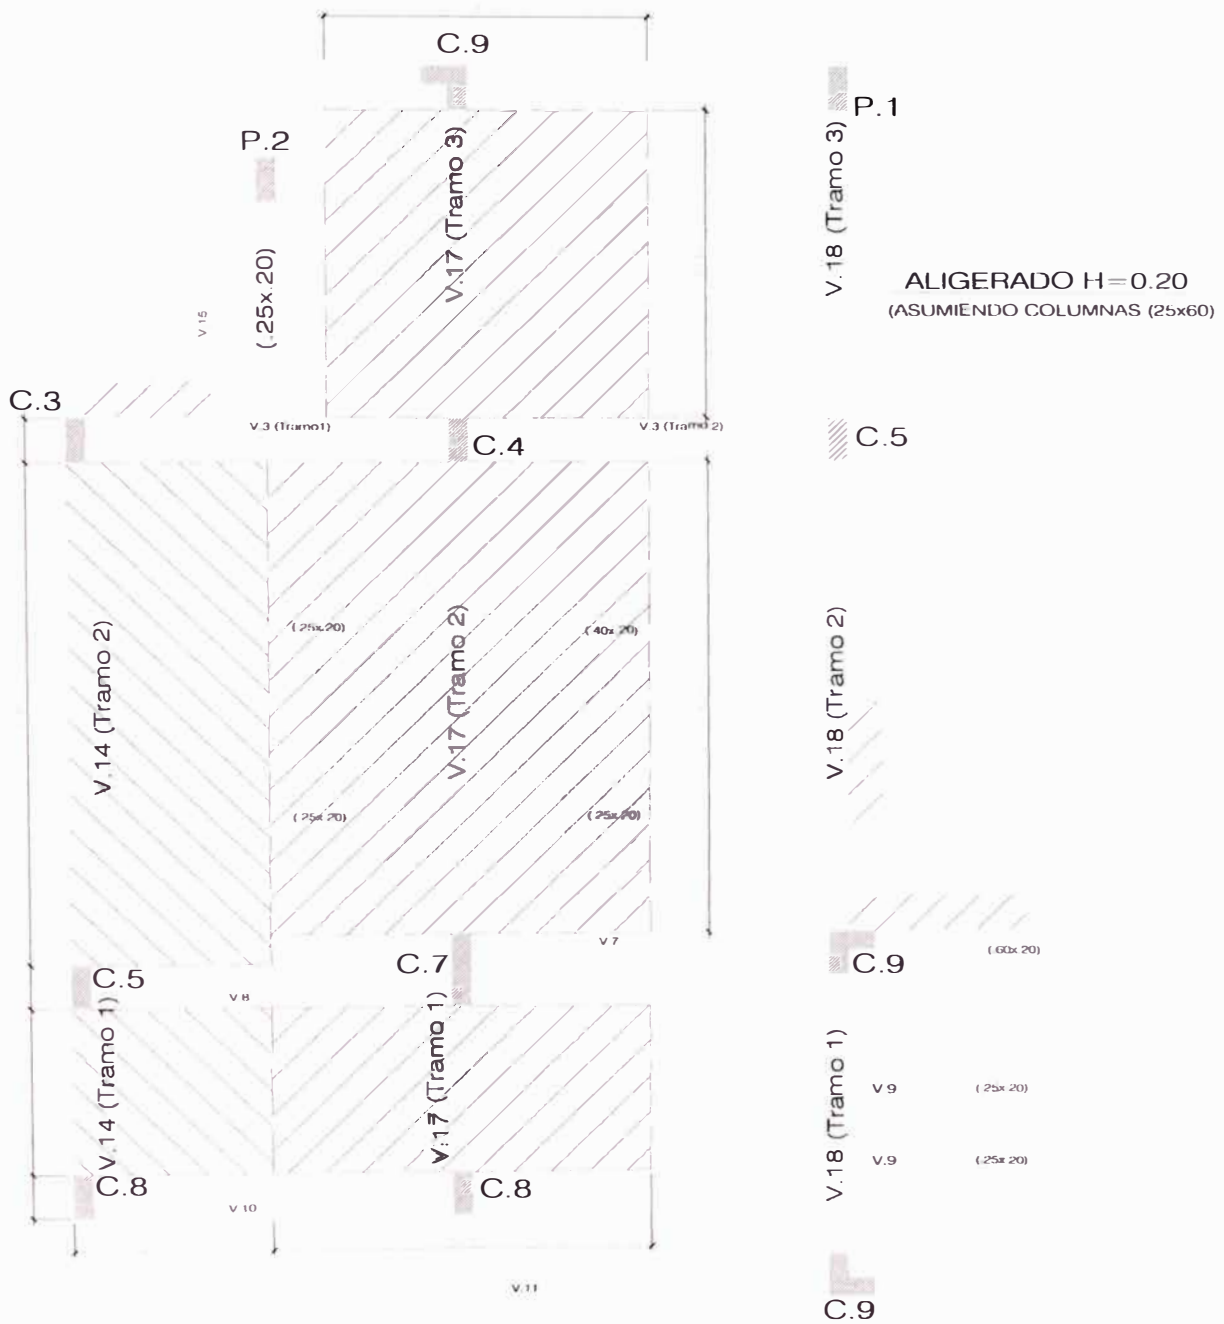 C.9
P.1
P.2
V.17 (Tramo 3)
V.18 (Tramo 3)
(.25x.20)
V 15
ALIGERADO H=0.20
(ASUMIENDO COLUMNAS (25x60)
C.3
V.3 (Tramo1)
V.3 (Tramo 2)
C.4
C.5
V.14 (Tramo 2)
(.25x.20)
V.17 (Tramo 2)
(.40x.20)
V.18 (Tramo 2)
(.25x.20)
(.25x.20)
C.5
V.8
C.7
V 7
C.9
(.60x.20)
V.14 (Tramo 1)
V.17 (Tramo 1)
V.18 (Tramo 1)
V 9
(.25x.20)
V.9
(.25x.20)
C.8
V 10
C.8
V.11
C.9